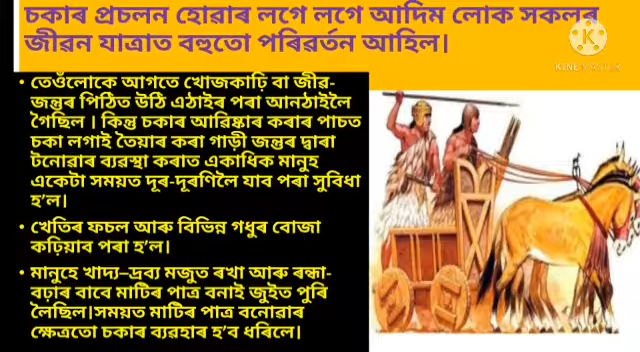 চকাৰ প্ৰচলন হোৱাৰ লগে লগে আদিম লোক সকলৰ
জীৱন যাত্ৰাত বহুতো পৰিৱৰ্তন আহিল।
• তেওঁলোকে আগতে খোজকাঢ়ি বা জীৱ-
জন্তুৰ পিঠিত উঠি এঠাইৰ পৰা আনঠাইলৈ
গৈছিল । কিন্তু চকাৰ আৱিষ্কাৰ কৰাৰ পাচত
চকা লগাই তৈয়াৰ কৰা গাড়ী জন্তুৰ দ্বাৰা
টনোৱাৰ ব্যৱস্থা কৰাত একাধিক মানুহ
একেটা সময়ত দূৰ-দূৰণিলৈ যাব পৰা সুবিধা
হ’ল।
• খেতিৰ ফচল আৰু বিভিন্ন গধুৰ বোজা
কঢ়িয়াব পৰা হ’ল।
• মানুহে খাদ্য–দ্ৰব্য মজুত ৰখা আৰু ৰন্ধা-
বঢ়াৰ বাবে মাটিৰ পাত্ৰ বনাই জুইত পুৰি
লৈছিল।সময়ত মাটিৰ পাত্ৰ বনোৱাৰ
ক্ষেত্ৰতো চকাৰ ব্যৱহাৰ হ’ব ধৰিলে।